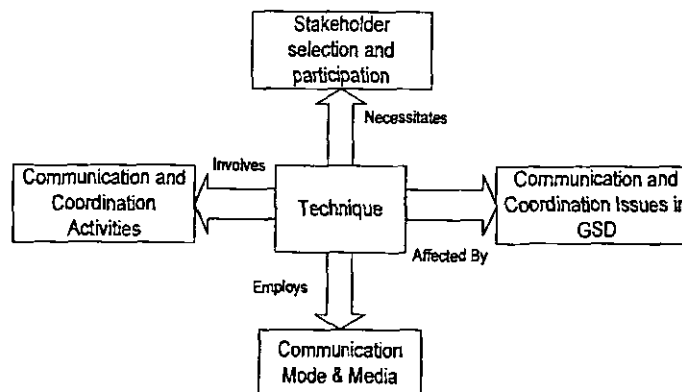 Stakeholder
selection and
participation
Necessitates
Involves
Communication and
Coordination
Activities
Technique
Communication and
Coordination Issues in
GSD
Affected By
Employs
Communication
Mode & Media